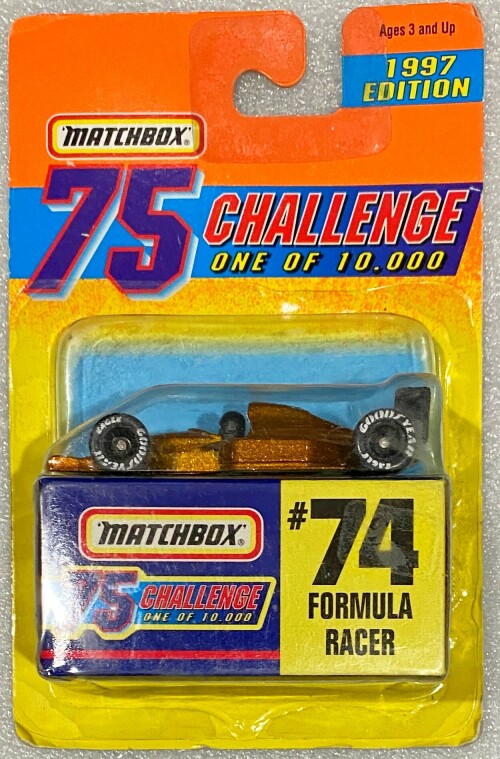 Ages 3 and Up
1997
EDITION
"MATCHBOX"®
75 CHALLENGE
ONE OF 10.000
EAGLE
GOODYEAR
GOODYEAR
EAGLE
"MATCHBOX"®
75 CHALLENGE
ONE OF 10.000
#74
FORMULA
RACER